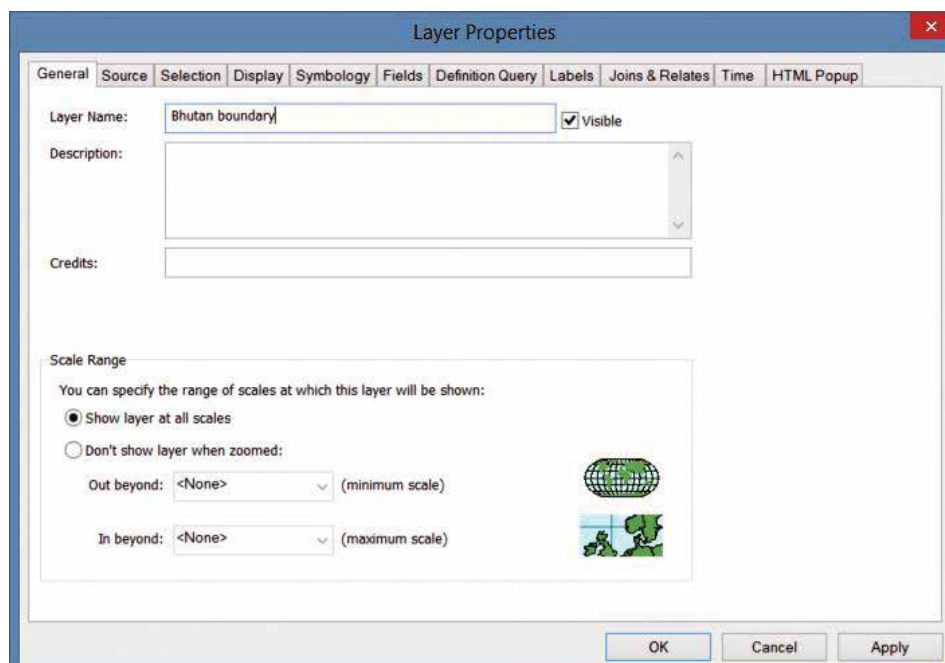 Layer Properties
General Source Selection Display Symbology Fields Definition Query Labels Joins & Relates Time HTML Popup
Layer Name: Bhutan boundary Visible
Description:
Credits:
Scale Range
You can specify the range of scales at which this layer will be shown:
Show layer at all scales
Don't show layer when zoomed:
Out beyond: <None> (minimum scale)
In beyond: <None> (maximum scale)
OK Cancel Apply